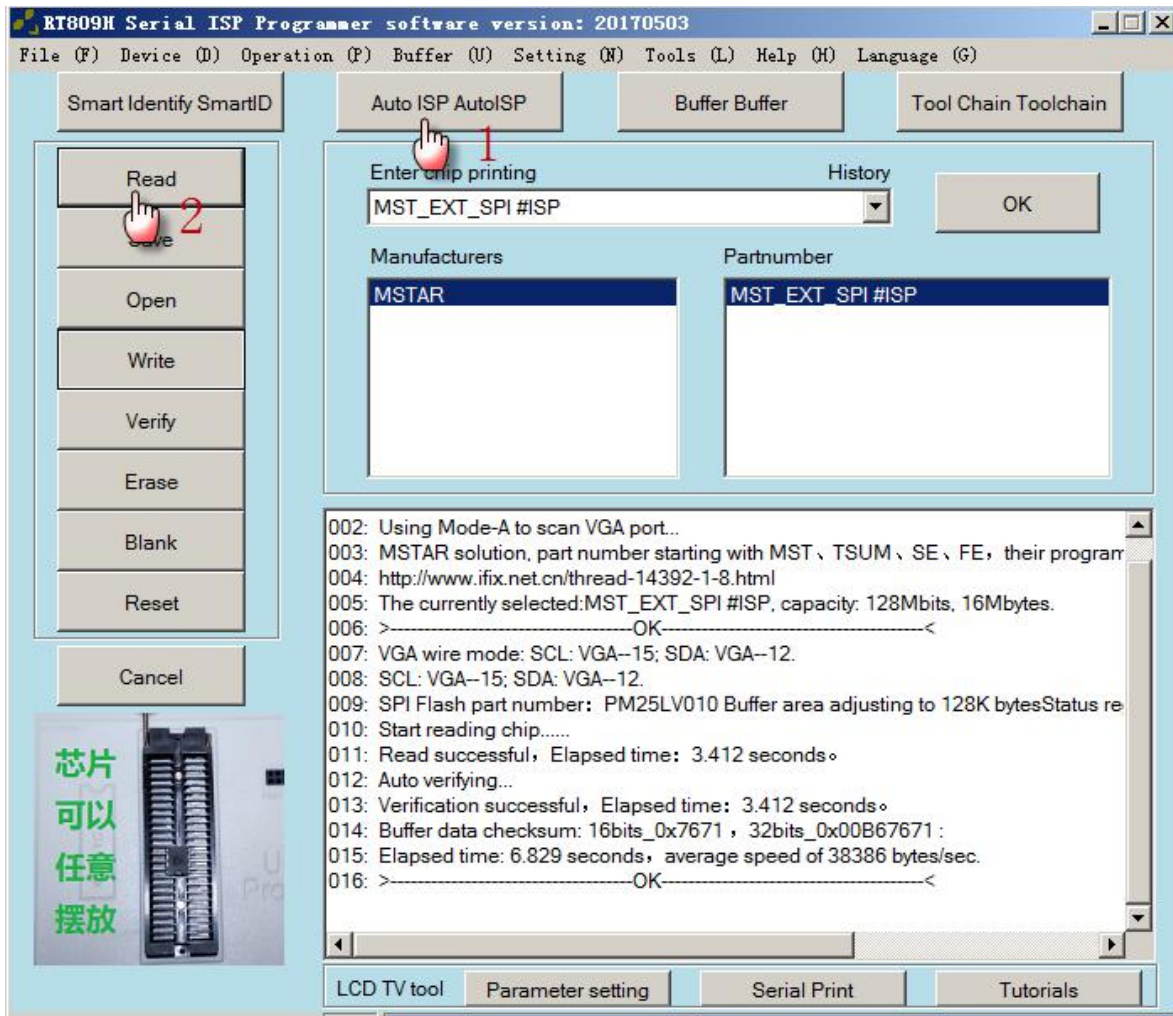 RT809H Serial ISP Programmer software version: 20170503
File (F) Device (D) Operation (P) Buffer (U) Setting (N) Tools (L) Help (H) Language (G)
Smart Identify SmartID
Auto ISP AutoISP
Buffer Buffer
Tool Chain Toolchain
1
Read
2
Save
Open
Write
Verify
Erase
Blank
Reset
Cancel
芯片
可以
任意
摆放
Enter chip printing
History
MST_EXT_SPI #ISP
OK
Manufacturers
Partnumber
MSTAR
MST_EXT_SPI #ISP
002: Using Mode-A to scan VGA port...
003: MSTAR solution, part number starting with MST、TSUM、SE、FE，their program
004: http://www.ifix.net.cn/thread-14392-1-8.html
005: The currently selected:MST_EXT_SPI #ISP, capacity: 128Mbits, 16Mbytes.
006: >-----------------------------------OK--------------------------------------<
007: VGA wire mode: SCL: VGA--15; SDA: VGA--12.
008: SCL: VGA--15; SDA: VGA--12.
009: SPI Flash part number：PM25LV010 Buffer area adjusting to 128K bytesStatus re
010: Start reading chip......
011: Read successful，Elapsed time：3.412 seconds。
012: Auto verifying...
013: Verification successful，Elapsed time：3.412 seconds。
014: Buffer data checksum: 16bits_0x7671 ，32bits_0x00B67671 :
015: Elapsed time: 6.829 seconds，average speed of 38386 bytes/sec.
016: >-----------------------------------OK--------------------------------------<
LCD TV tool
Parameter setting
Serial Print
Tutorials